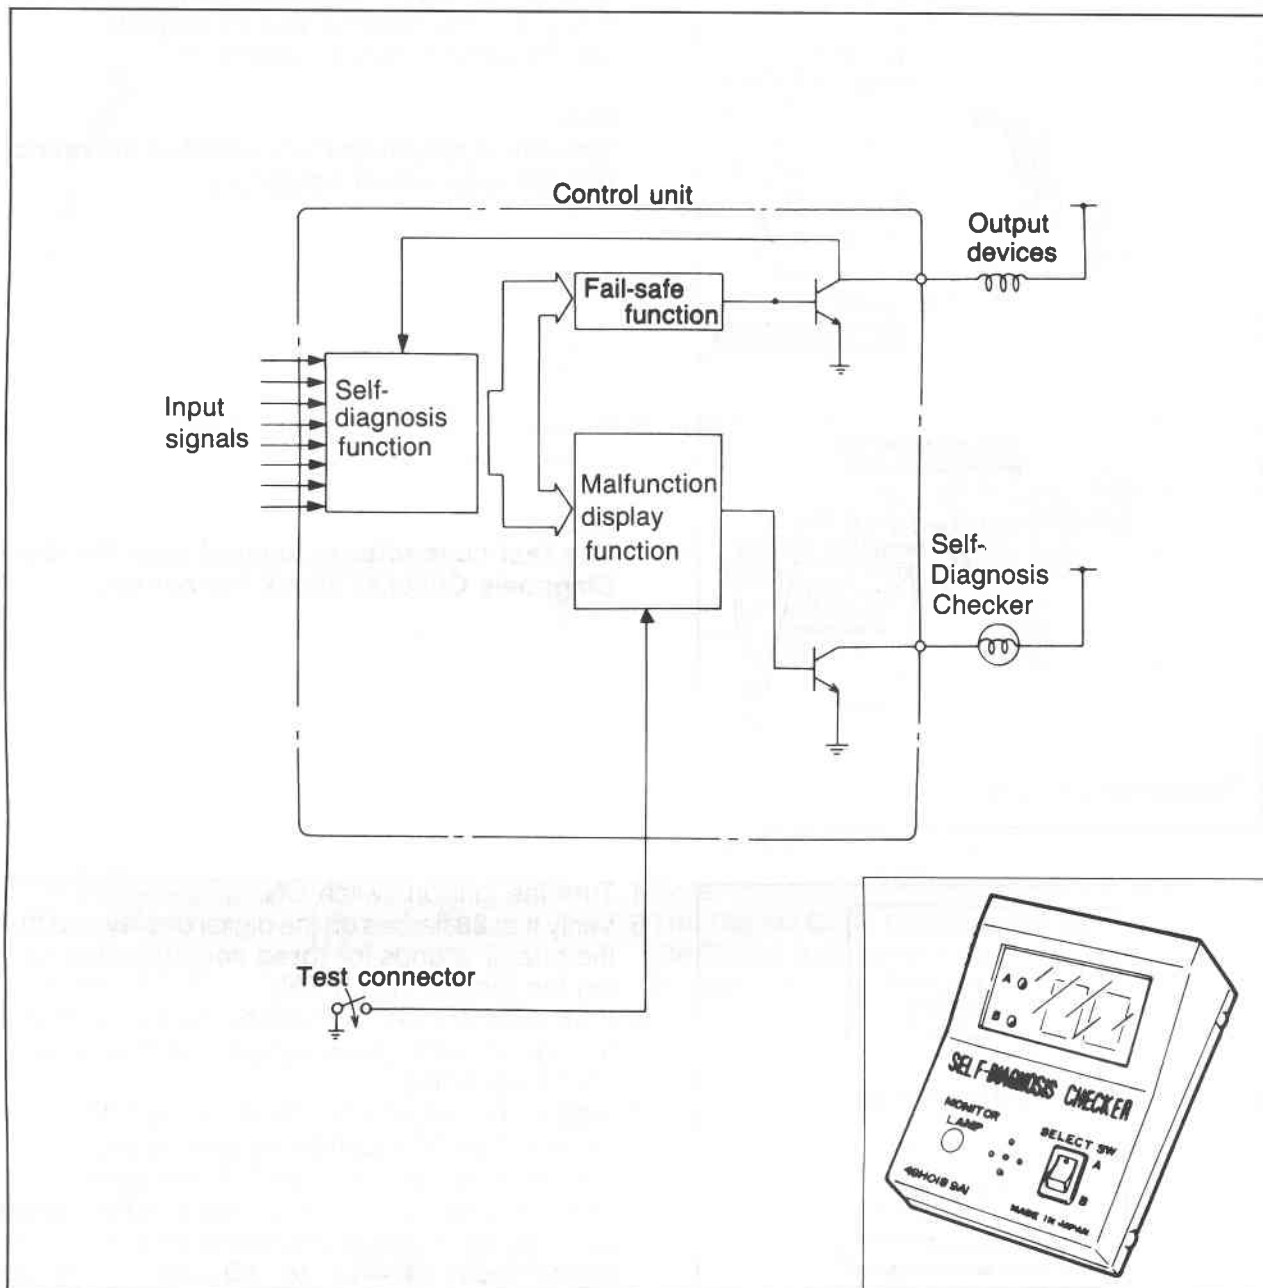 Control unit
Output
devices
Fail-safe
function
Self-
diagnosis
function
Input
signals
Malfunction
display
function
Self-
Diagnosis
Checker
Test connector
A
B
SELF-DIAGNOSIS CHECKER
MONITOR
LAMP
SELECT SW
A
B
MADE IN JAPAN